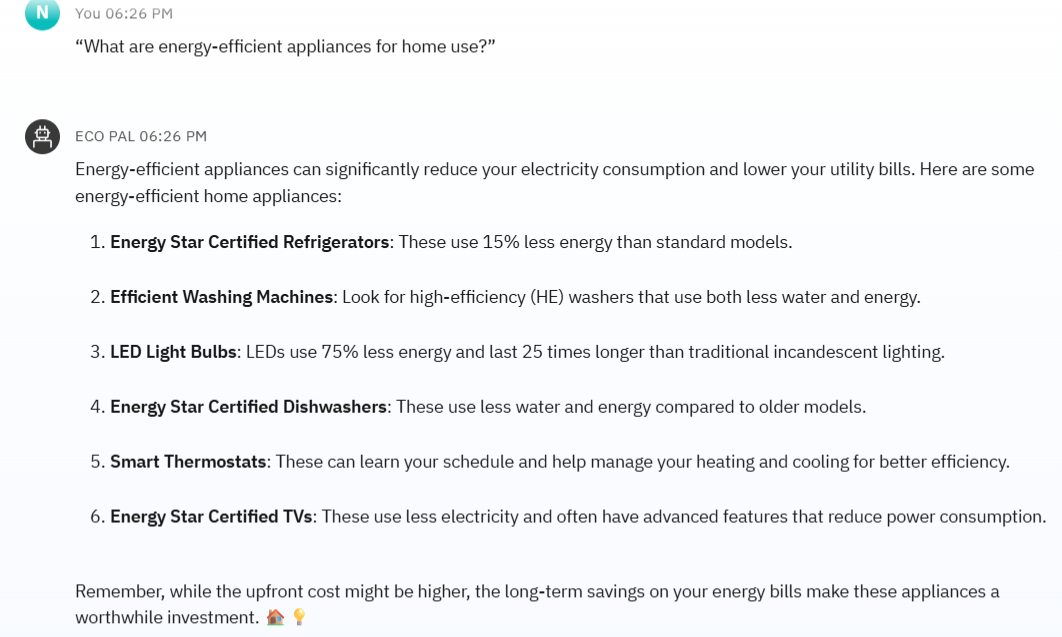 N
You 06:26 PM
“What are energy-efficient appliances for home use?”
ECO PAL 06:26 PM
Energy-efficient appliances can significantly reduce your electricity consumption and lower your utility bills. Here are some
energy-efficient home appliances:
1. Energy Star Certified Refrigerators: These use 15% less energy than standard models.
2. Efficient Washing Machines: Look for high-efficiency (HE) washers that use both less water and energy.
3. LED Light Bulbs: LEDs use 75% less energy and last 25 times longer than traditional incandescent lighting.
4. Energy Star Certified Dishwashers: These use less water and energy compared to older models.
5. Smart Thermostats: These can learn your schedule and help manage your heating and cooling for better efficiency.
6. Energy Star Certified TVs: These use less electricity and often have advanced features that reduce power consumption.
Remember, while the upfront cost might be higher, the long-term savings on your energy bills make these appliances a
worthwhile investment. 🏠 💡